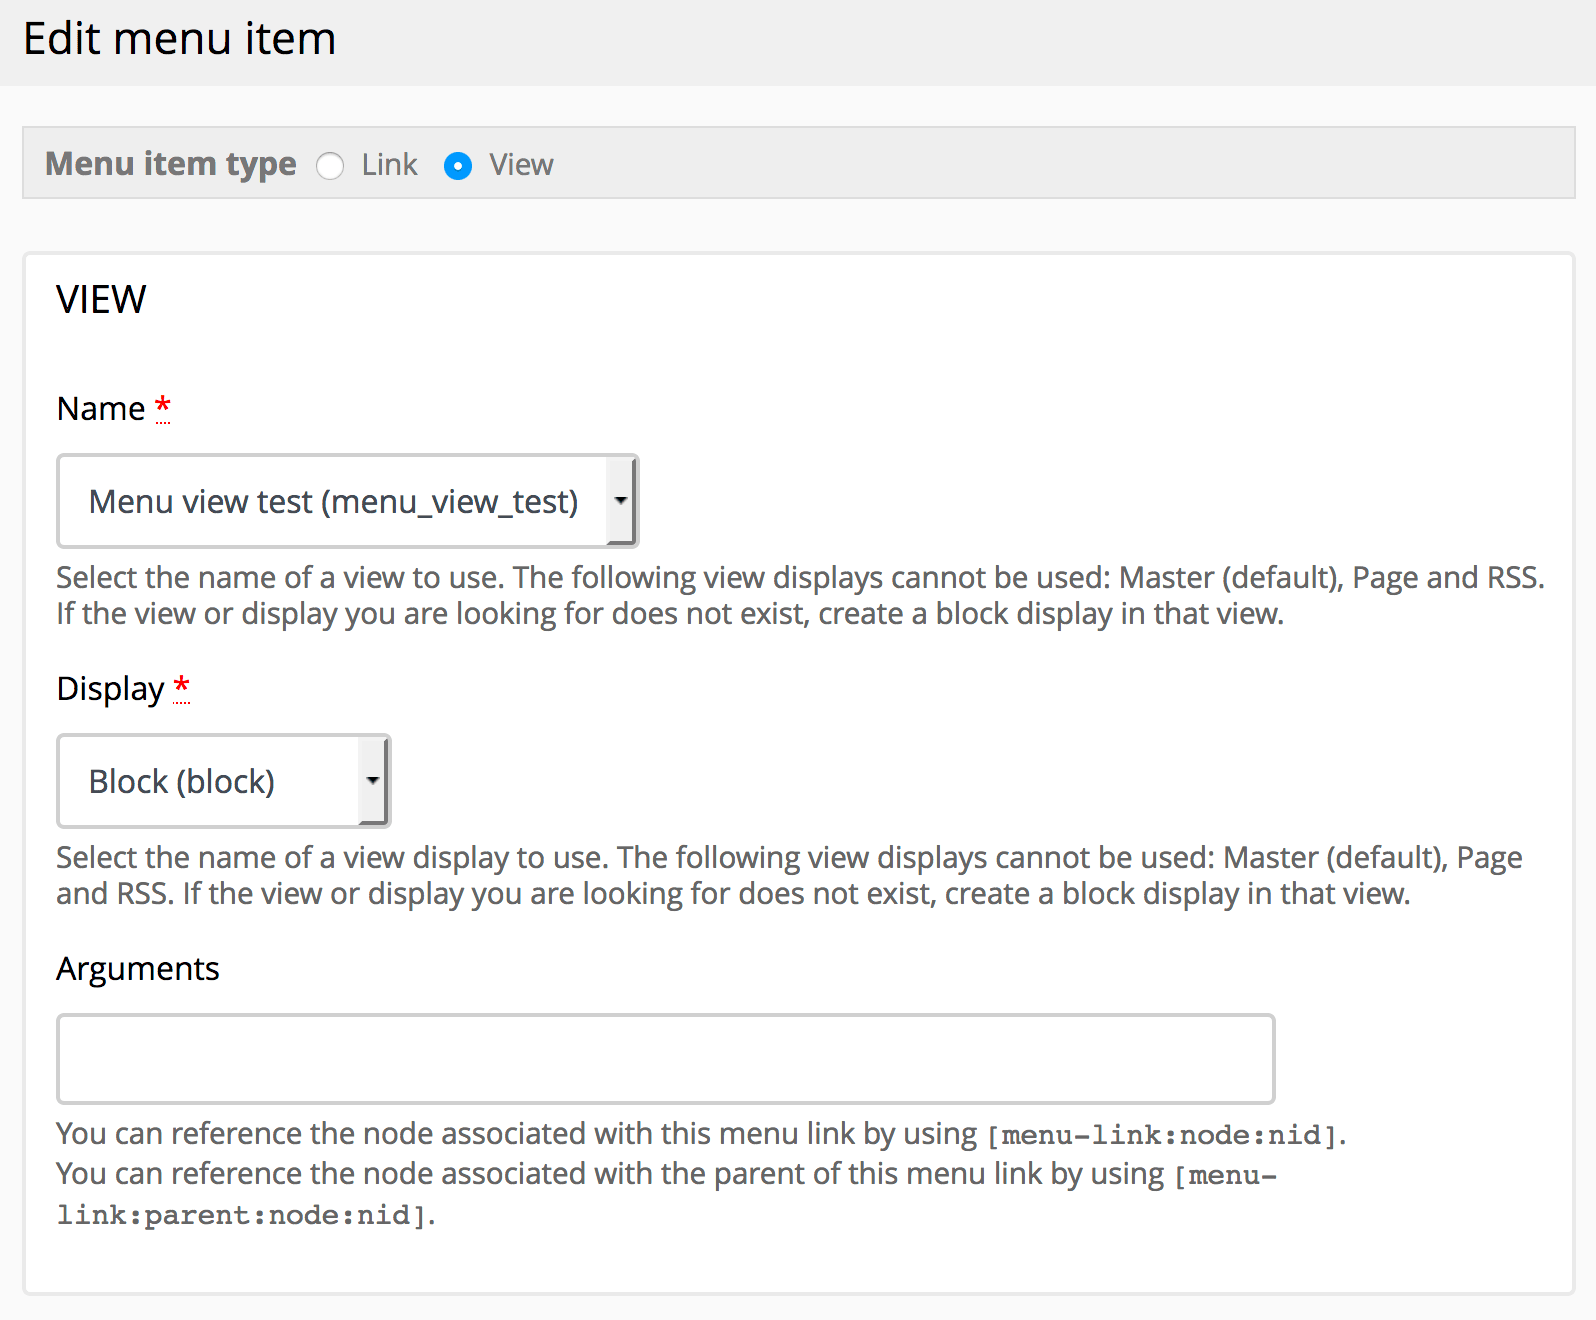 Edit menu item
Menu item type Link View
VIEW
Name *
Menu view test (menu_view_test)
Select the name of a view to use. The following view displays cannot be used: Master (default), Page and RSS.
If the view or display you are looking for does not exist, create a block display in that view.
Display *
Block (block)
Select the name of a view display to use. The following view displays cannot be used: Master (default), Page
and RSS. If the view or display you are looking for does not exist, create a block display in that view.
Arguments
You can reference the node associated with this menu link by using [menu-link:node:nid].
You can reference the node associated with the parent of this menu link by using [menu-
link:parent:node:nid].